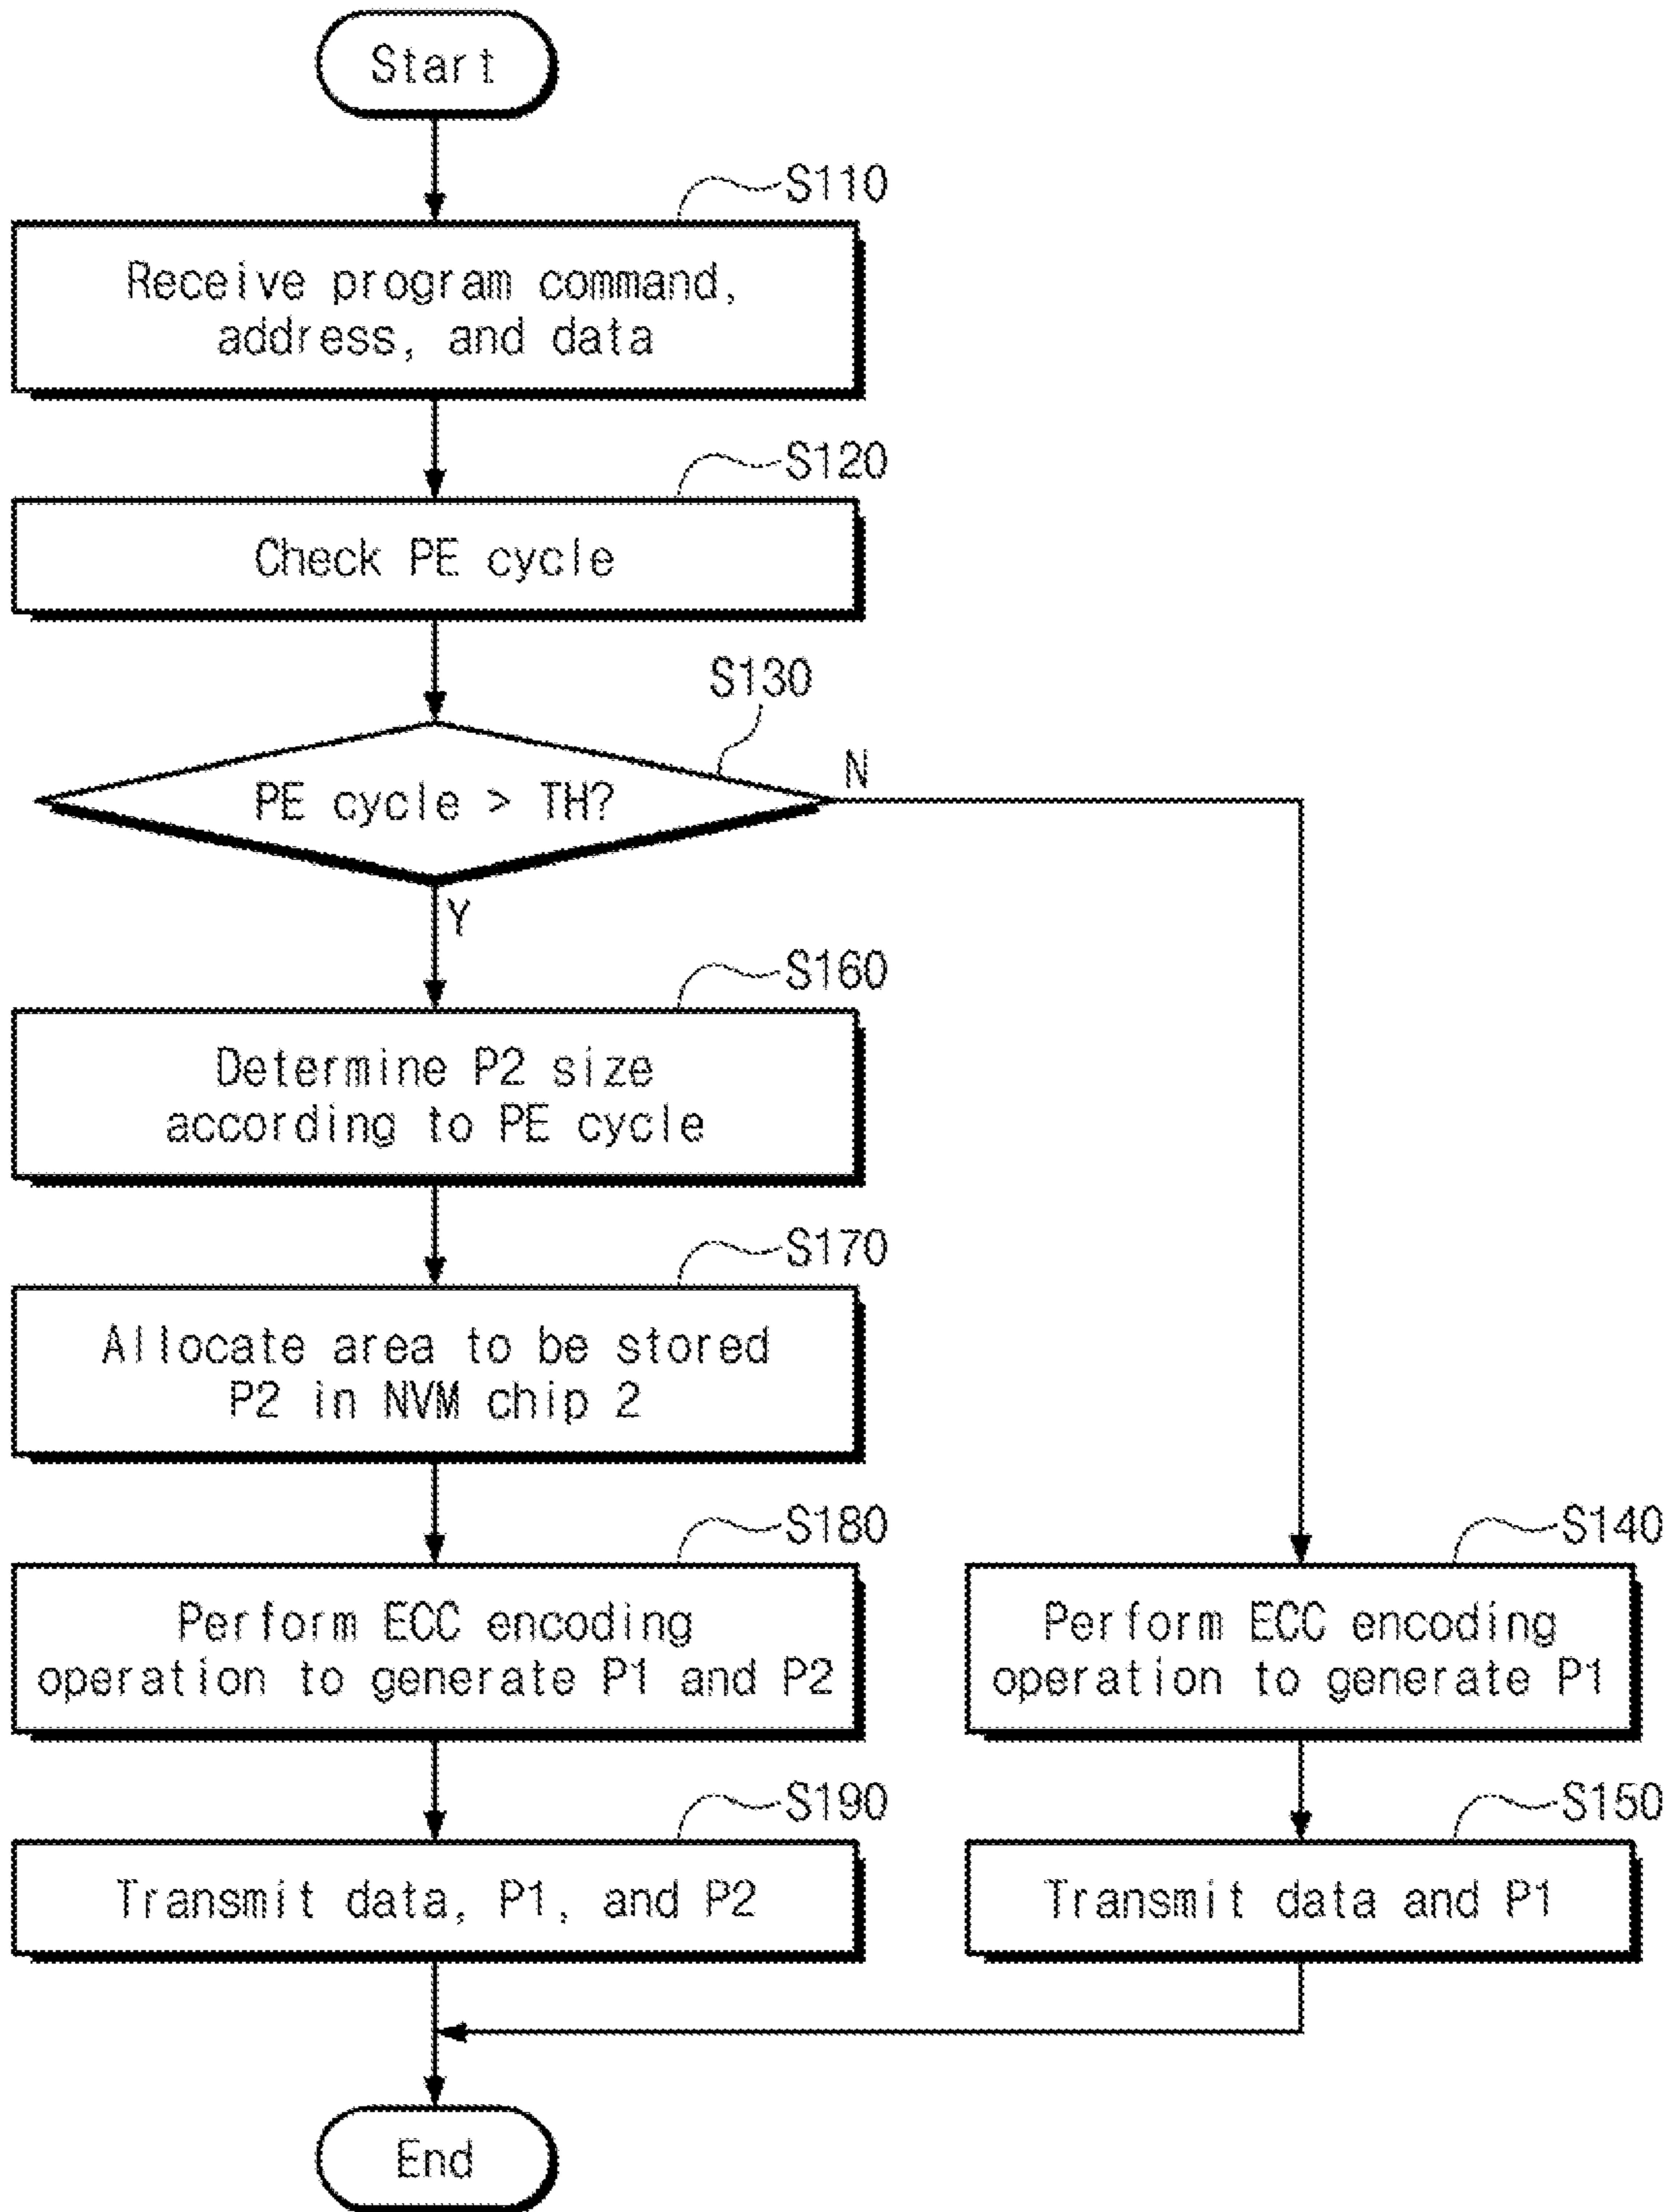 Start
S110
Receive program command,
address, and data
S120
Check PE cycle
S130
PE cycle > TH?
N
Y
S160
Determine P2 size
according to PE cycle
S170
Allocate area to be stored
P2 in NVM chip 2
S180
Perform ECC encoding
operation to generate P1 and P2
S140
Perform ECC encoding
operation to generate P1
S190
Transmit data, P1, and P2
S150
Transmit data and P1
End